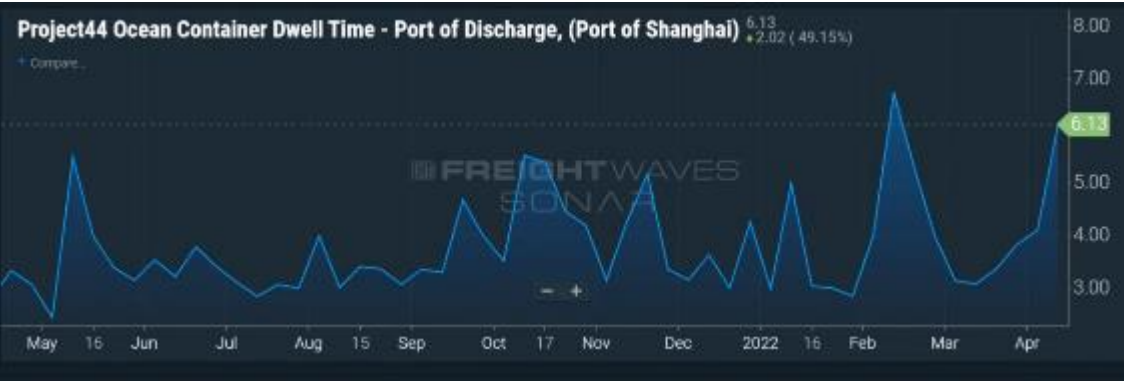 Project44 Ocean Container Dwell Time - Port of Discharge, (Port of Shanghai) 6.13
2.02 ( 49.15%)
+ Compare...
8.00
7.00
6.13
FREIGHTWAVES
SONAR
5.00
4.00
3.00
− +
May 16 Jun Jul Aug 15 Sep Oct 17 Nov Dec 2022 16 Feb Mar Apr